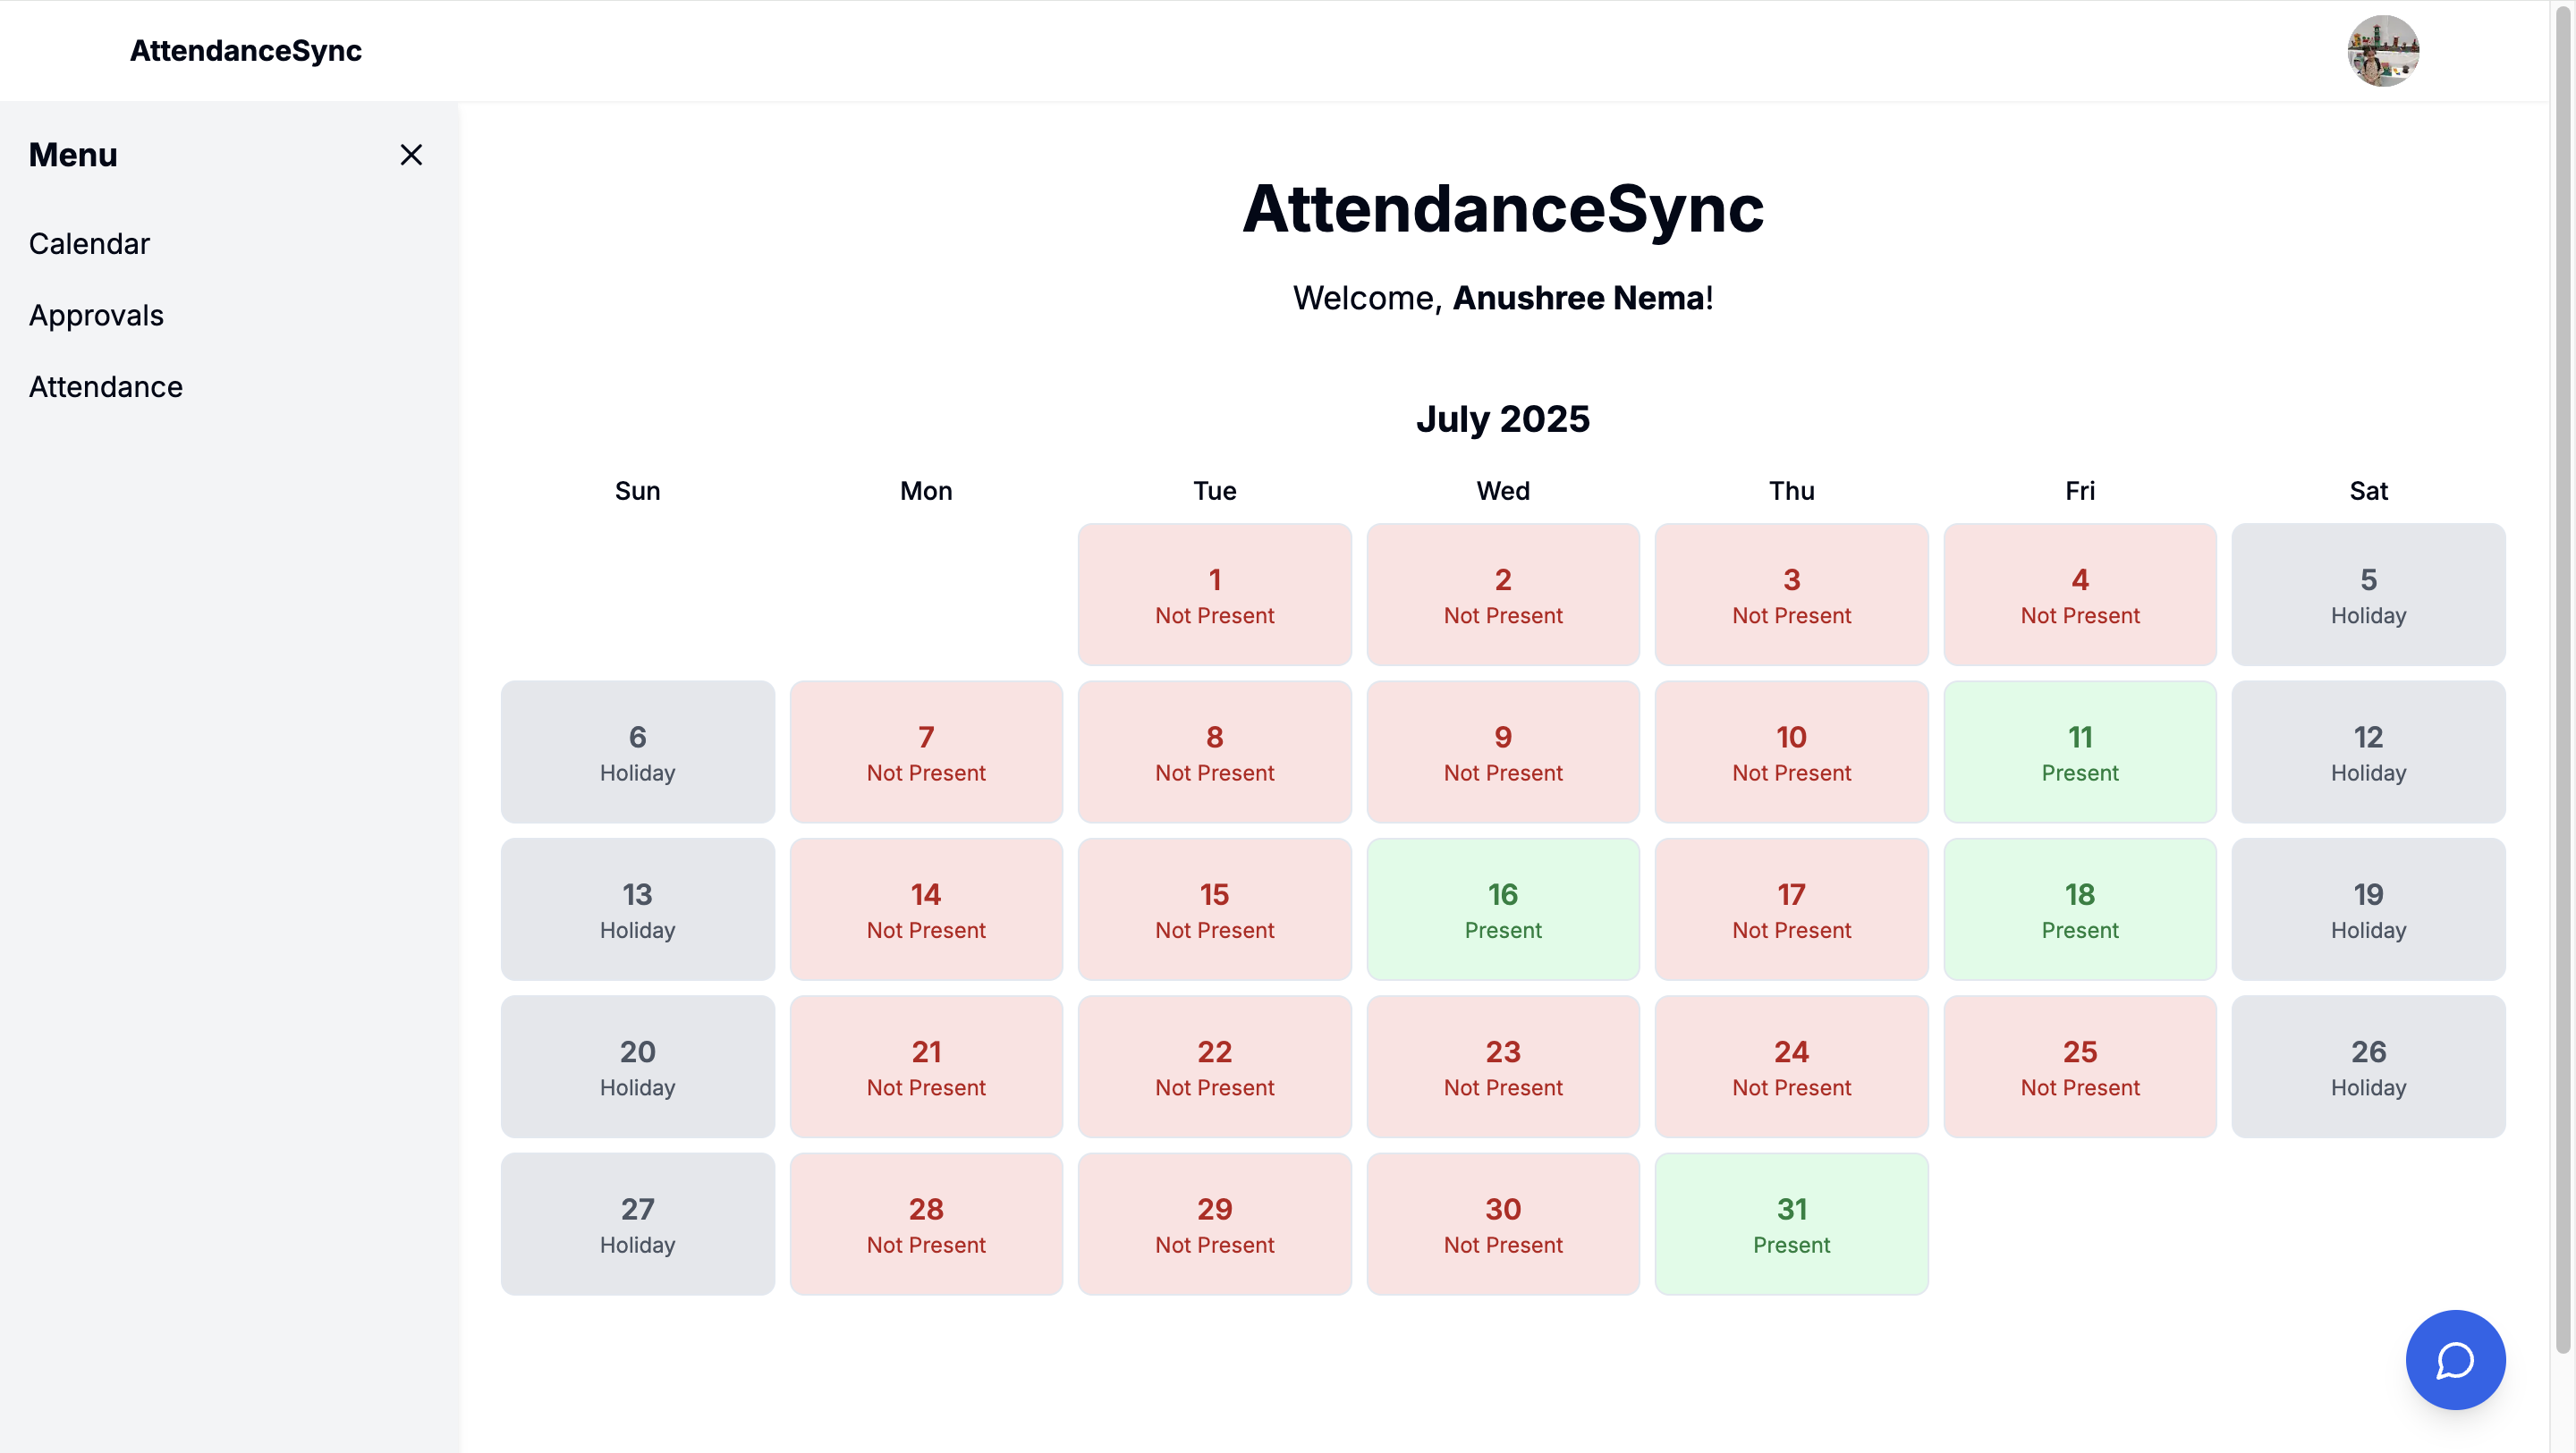 AttendanceSync
Menu
Calendar
Approvals
Attendance
AttendanceSync
Welcome, Anushree Nema!
July 2025
Sun Mon Tue Wed Thu Fri Sat
1 2 3 4 5
Not Present Not Present Not Present Not Present Holiday
6 7 8 9 10 11 12
Holiday Not Present Not Present Not Present Not Present Present Holiday
13 14 15 16 17 18 19
Holiday Not Present Not Present Present Not Present Present Holiday
20 21 22 23 24 25 26
Holiday Not Present Not Present Not Present Not Present Not Present Holiday
27 28 29 30 31
Holiday Not Present Not Present Not Present Present